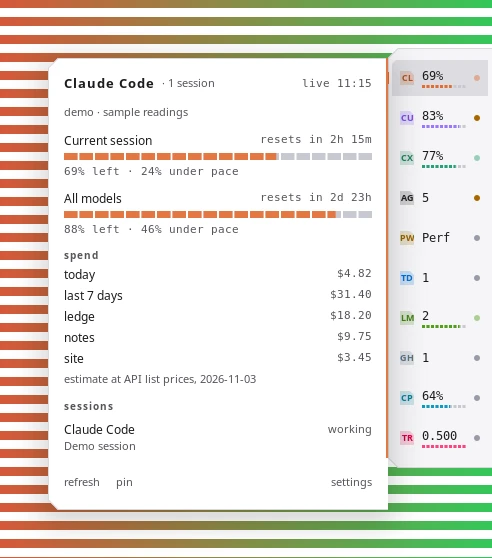 Claude Code · 1 session live 11:15
demo · sample readings
Current session resets in 2h 15m
69% left · 24% under pace
All models resets in 2d 23h
88% left · 46% under pace
spend
today $4.82
last 7 days $31.40
ledge $18.20
notes $9.75
site $3.45
estimate at API list prices, 2026-11-03
sessions
Claude Code working
Demo session
refresh pin settings
CL 69%
CU 83%
CX 77%
AG 5
PW Perf
TD 1
LM 2
GH 1
CP 64%
TR 0.500